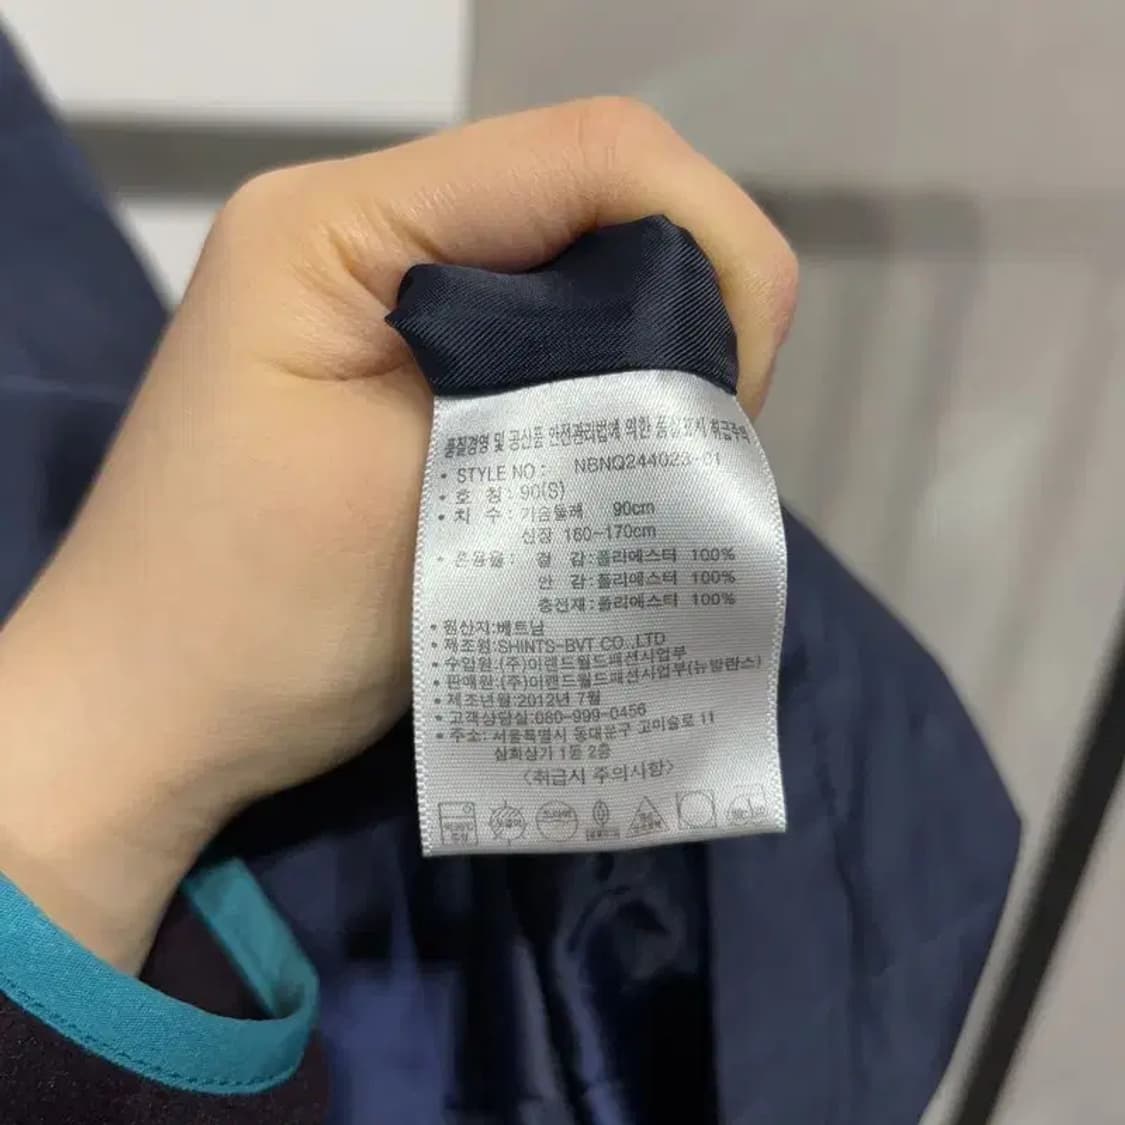 품질경영 및 공산품 안전관리법에 의한 품질표시 취급주의
• STYLE NO : NBNQ244023-01
• 호 칭 : 90(S)
• 치 수 : 가슴둘레 90cm
신장 160-170cm
• 혼용율 : 겉 감:폴리에스터 100%
안 감:폴리에스터 100%
충전재:폴리에스터 100%
• 원산지:베트남
• 제조원:SHINTS-BVT CO.,LTD
• 수입원:(주)이랜드월드패션사업부
• 판매원:(주)이랜드월드패션사업부(뉴발란스)
• 제조년월:2012년 7월
• 고객상담실:080-999-0456
• 주소: 서울특별시 동대문구 고미술로 11
삼희상가 1동 2층
<취급시 주의사항>